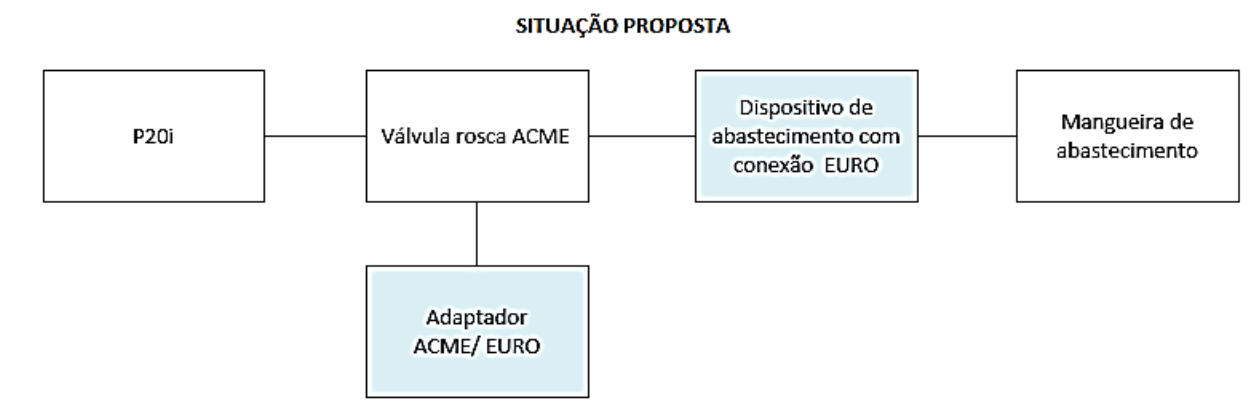 SITUAÇÃO PROPOSTA
P20i
Válvula rosca ACME
Dispositivo de
abastecimento com
conexão EURO
Mangueira de
abastecimento
Adaptador
ACME/ EURO